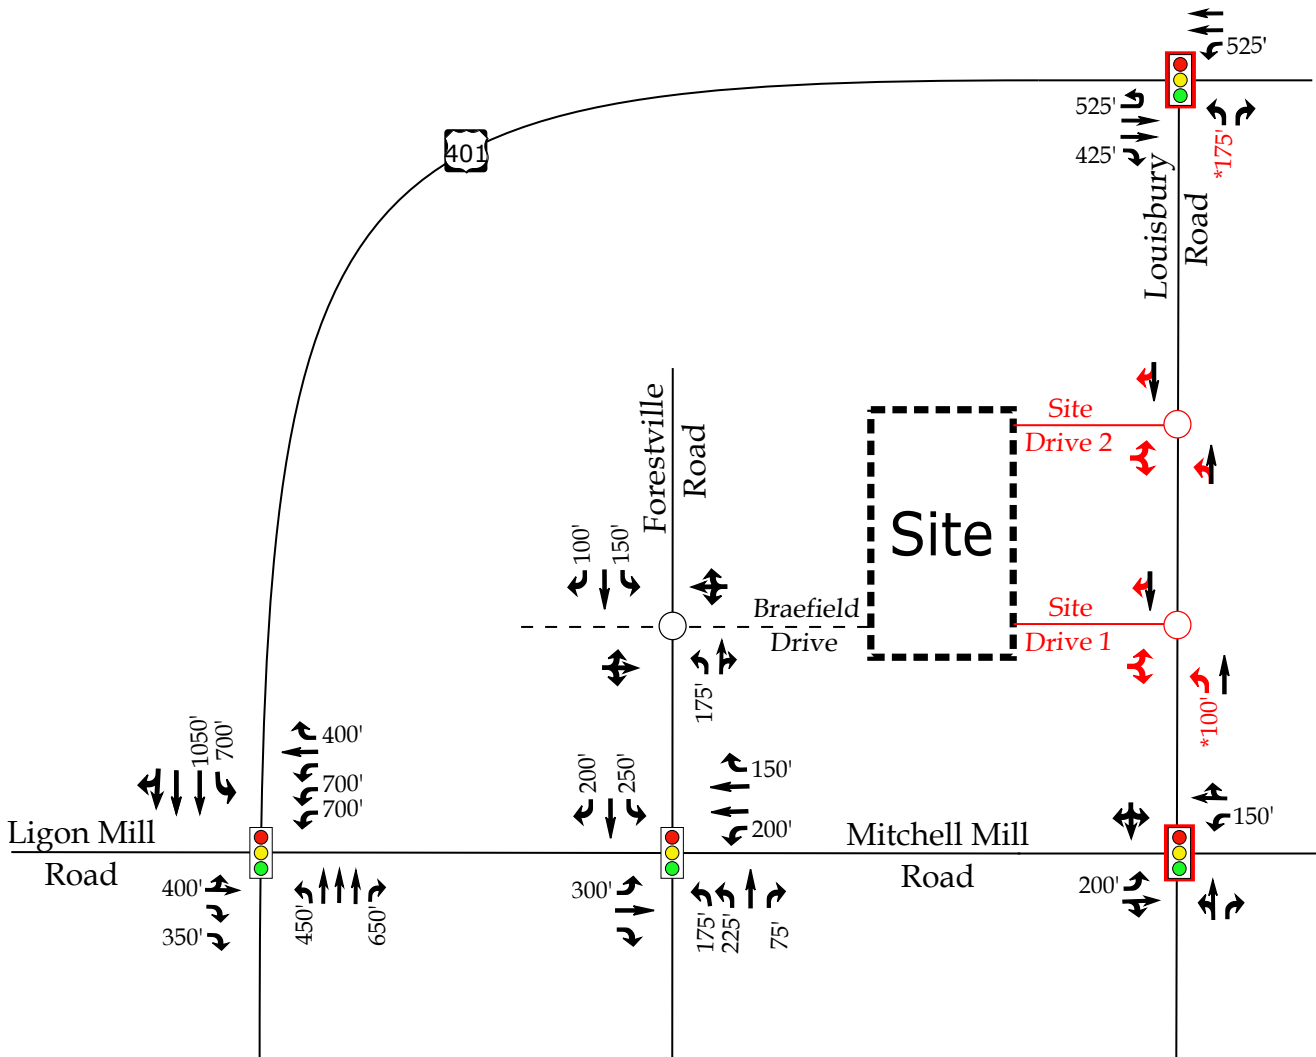 525'
525'
425'
*175'
401
Louisbury
Road
Site
Drive 2
Forestville
Road
Site
100'
150'
Braefield
Drive
Site
Drive 1
175'
*100'
1050'
700'
400'
700'
700'
200'
250'
150'
200'
150'
Ligon Mill
Road
Mitchell Mill
Road
400'
350'
450'
650'
300'
175'
225'
75'
200'